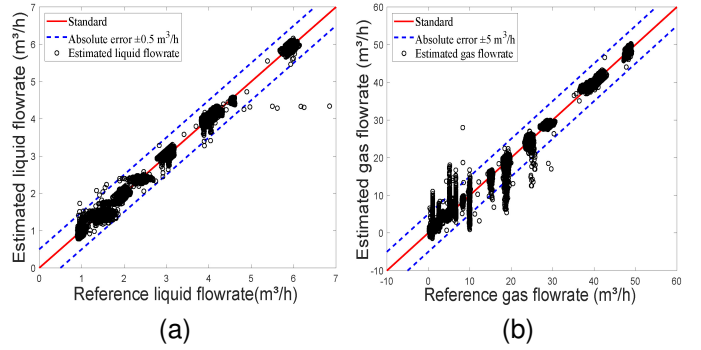 Standard
Absolute error ±0.5 m³/h
Estimated liquid flowrate
7
6
5
4
3
2
1
0
0 1 2 3 4 5 6 7
Estimated liquid flowrate (m³/h)
Reference liquid flowrate(m³/h)
(a)
Standard
Absolute error ±5 m³/h
Estimated gas flowrate
60
50
40
30
20
10
0
-10
-10 0 10 20 30 40 50 60
Estimated gas flowrate (m³/h)
Reference gas flowrate (m³/h)
(b)